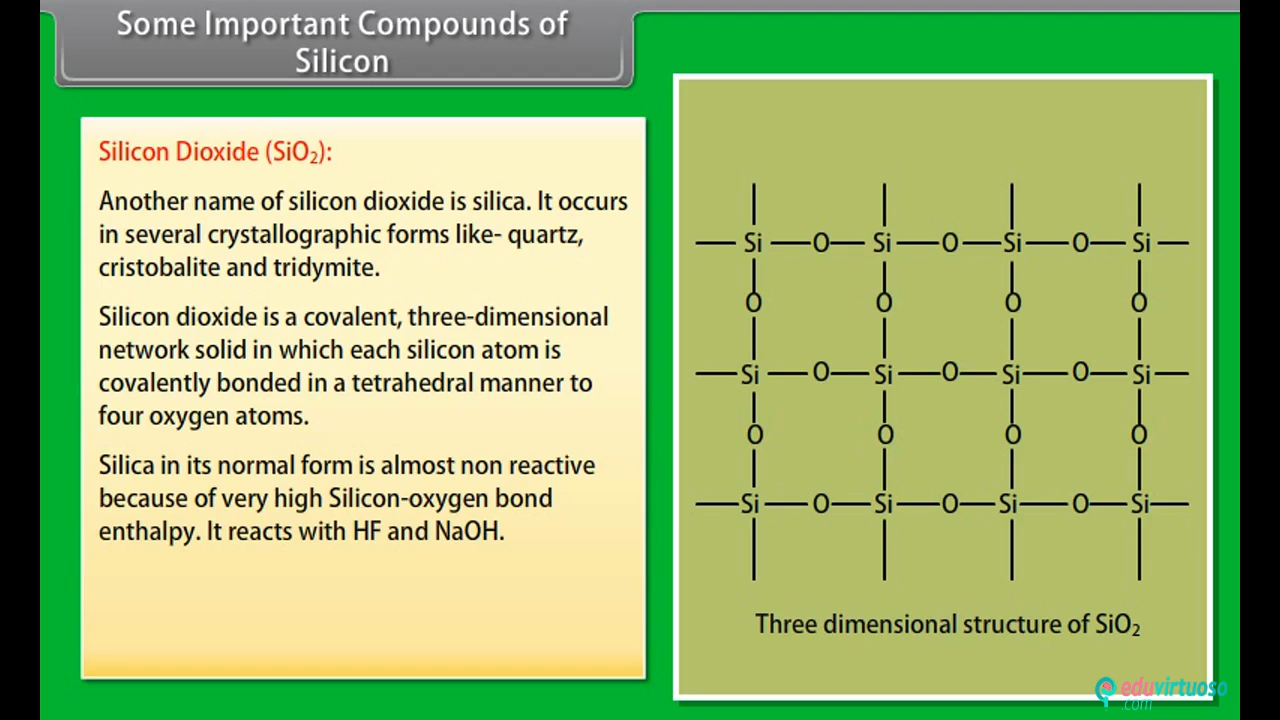 Some Important Compounds of
Silicon
Silicon Dioxide (SiO₂):
Another name of silicon dioxide is silica. It occurs
in several crystallographic forms like- quartz,
cristobalite and tridymite.
Silicon dioxide is a covalent, three-dimensional
network solid in which each silicon atom is
covalently bonded in a tetrahedral manner to
four oxygen atoms.
Silica in its normal form is almost non reactive
because of very high Silicon-oxygen bond
enthalpy. It reacts with HF and NaOH.
Si O Si O Si O Si
O O O O
Si O Si O Si O Si
O O O O
Si O Si O Si O Si
Three dimensional structure of SiO₂
eduvirtuoso
.com